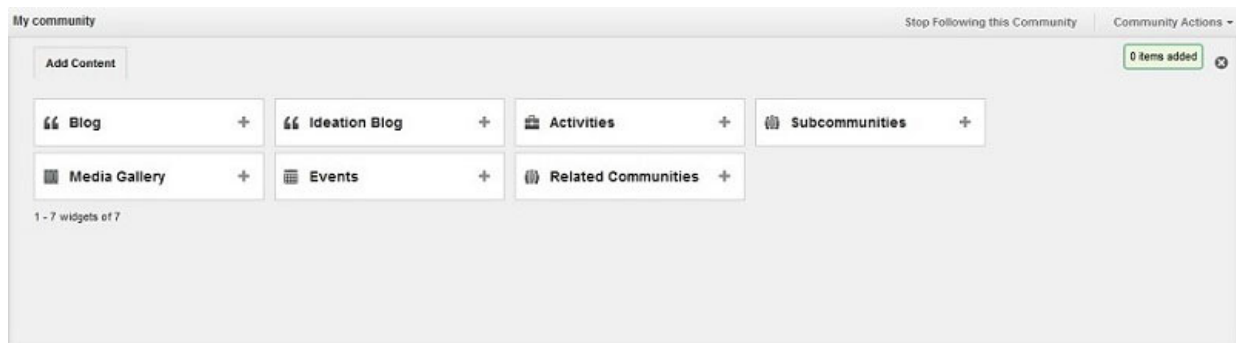 My community Stop Following this Community Community Actions
Add Content 0 items added
Blog Ideation Blog Activities Subcommunities
Media Gallery Events Related Communities
1 - 7 widgets of 7